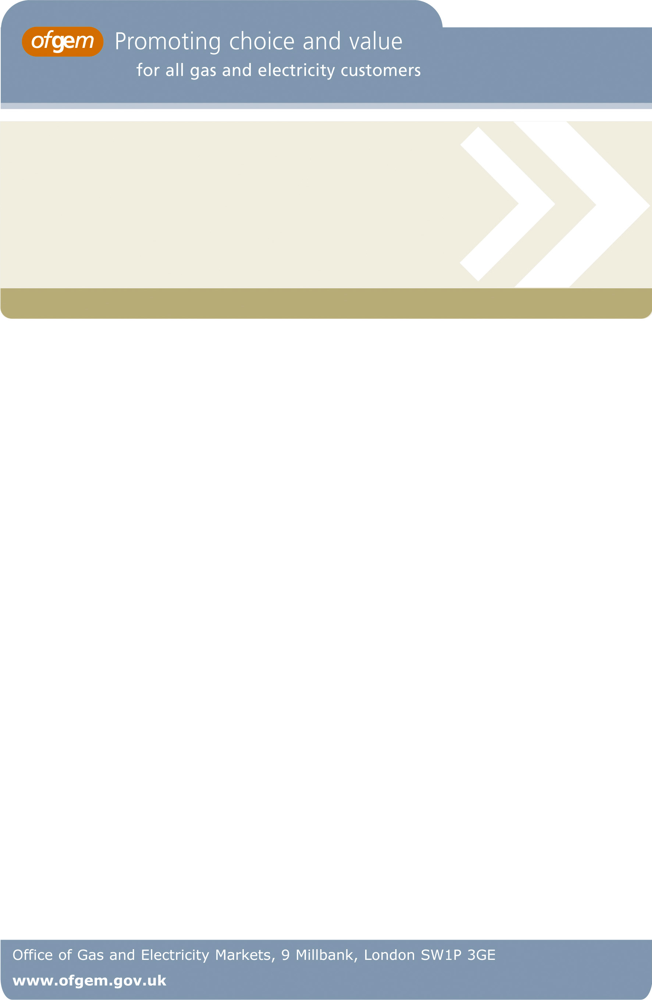 ofgem Promoting choice and value
for all gas and electricity customers
Office of Gas and Electricity Markets, 9 Millbank, London SW1P 3GE
www.ofgem.gov.uk